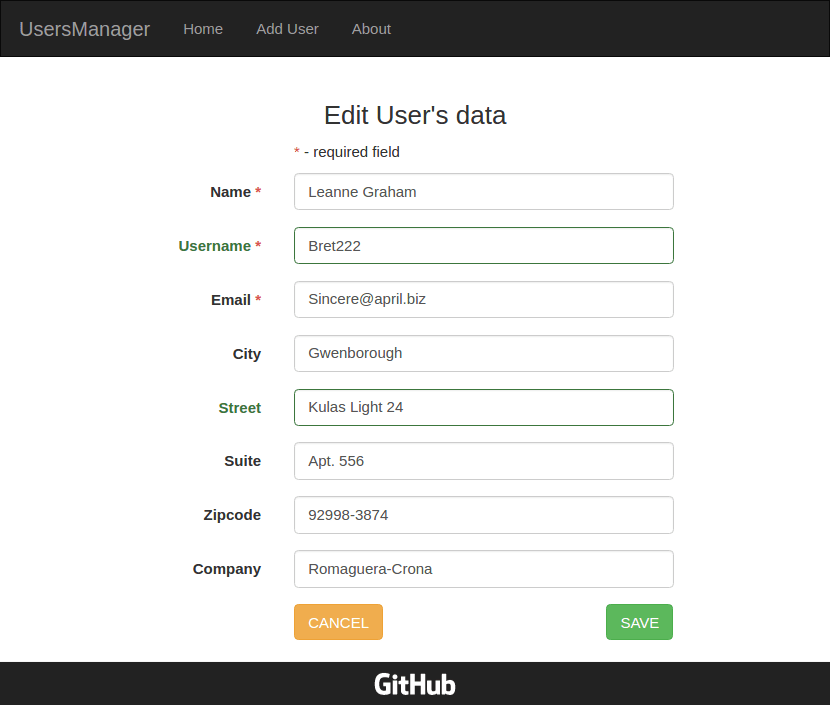 UsersManager Home Add User About
Edit User's data
* - required field
Name * Leanne Graham
Username * Bret222
Email * Sincere@april.biz
City Gwenborough
Street Kulas Light 24
Suite Apt. 556
Zipcode 92998-3874
Company Romaguera-Crona
CANCEL SAVE
GitHub